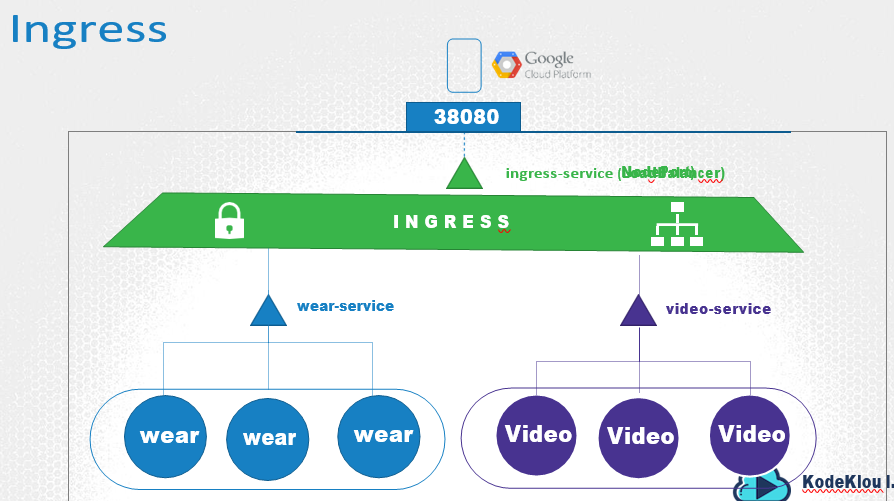 Ingress
Google
Cloud Platform
38080
ingress-service (
INGRESS
wear-service
video-service
wear
wear
wear
Video
Video
Video
KodeKlou